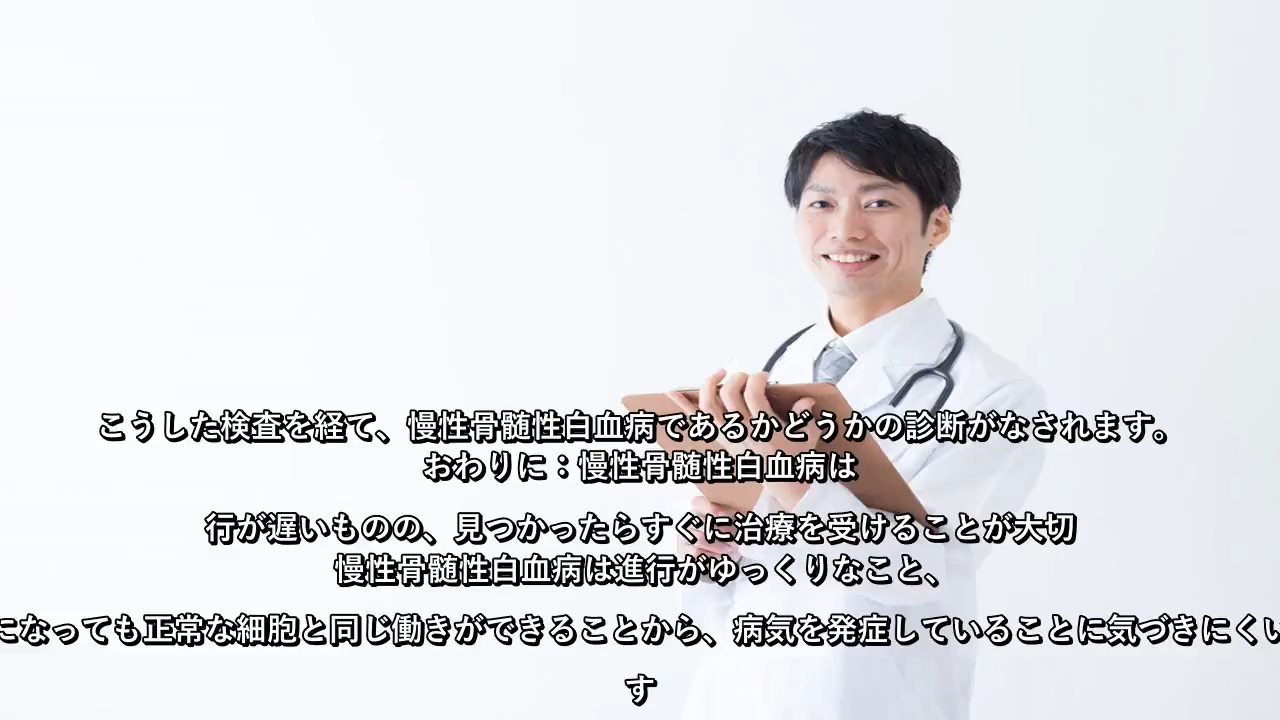 こうした検査を経て、慢性骨髄性白血病であるかどうかの診断がなされます。
おわりに：慢性骨髄性白血病は
行が遅いものの、見つかったらすぐに治療を受けることが大切
慢性骨髄性白血病は進行がゆっくりなこと、
になっても正常な細胞と同じ働きができることから、病気を発症していることに気づきにくい
す